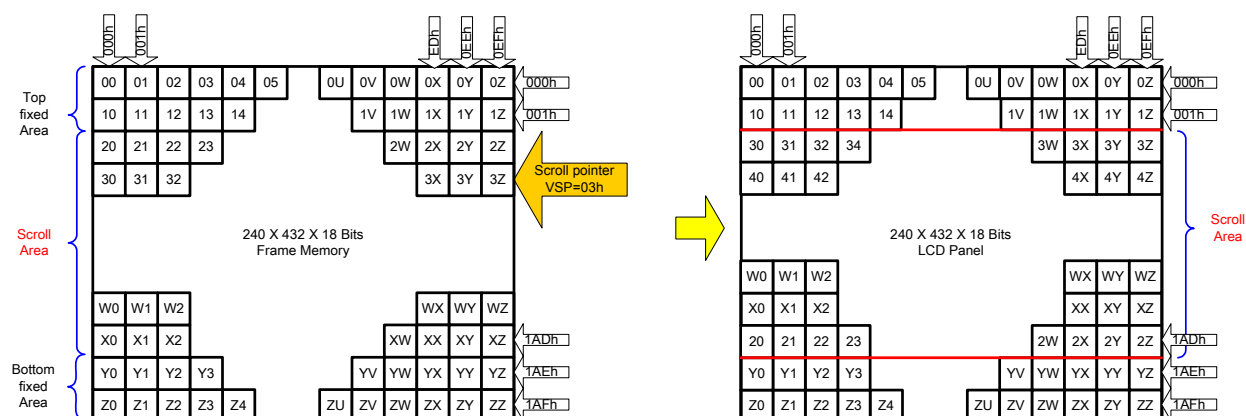 000h 001h EDh 0EEh 0EFh 000h 001h EDh 0EEh 0EFh
00 01 02 03 04 05 0U 0V 0W 0X 0Y 0Z 000h 00 01 02 03 04 05 0U 0V 0W 0X 0Y 0Z 000h
Top
fixed
Area
10 11 12 13 14 1V 1W 1X 1Y 1Z 001h 10 11 12 13 14 1V 1W 1X 1Y 1Z 001h
20 21 22 23 2W 2X 2Y 2Z 30 31 32 34 3W 3X 3Y 3Z
30 31 32 3X 3Y 3Z 40 41 42 4X 4Y 4Z
Scroll pointer
VSP=03h
Scroll
Area
240 X 432 X 18 Bits
Frame Memory
240 X 432 X 18 Bits
LCD Panel
Scroll
Area
W0 W1 W2 WX WY WZ W0 W1 W2 WX WY WZ
X0 X1 X2 XW XX XY XZ 1ADh X0 X1 X2 XX XY XZ
20 21 22 23 2W 2X 2Y 2Z 1ADh
Bottom
fixed
Area
Y0 Y1 Y2 Y3 YV YW YX YY YZ 1AEh Y0 Y1 Y2 Y3 YV YW YX YY YZ 1AEh
Z0 Z1 Z2 Z3 Z4 ZU ZV ZW ZX ZY ZZ 1AFh Z0 Z1 Z2 Z3 Z4 ZU ZV ZW ZX ZY ZZ 1AFh